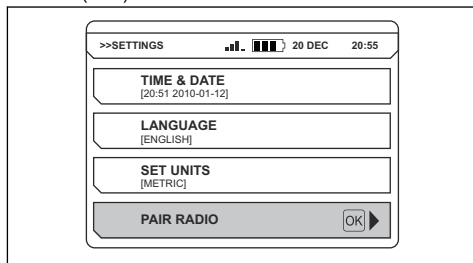 >>SETTINGS 20 DEC 20:55
TIME & DATE
[20:51 2010-01-12]
LANGUAGE
[ENGLISH]
SET UNITS
[METRIC]
PAIR RADIO OK